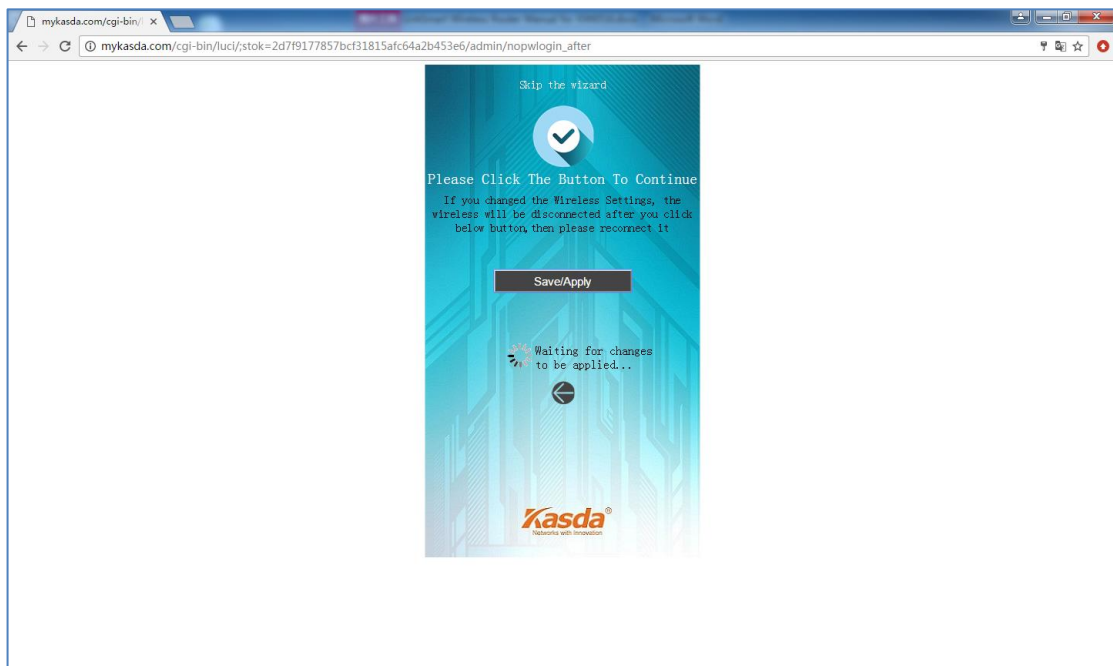 mykasda.com/cgi-bin/l
mykasda.com/cgi-bin/luci/;stok=2d7f9177857bcf31815afc64a2b453e6/admin/nopwlogin_after
Skip the wizard
Please Click The Button To Continue
If you changed the Wireless Settings, the
wireless will be disconnected after you click
below button,then please reconnect it
Save/Apply
Waiting for changes
to be applied...
Kasda®
Networks with Innovation